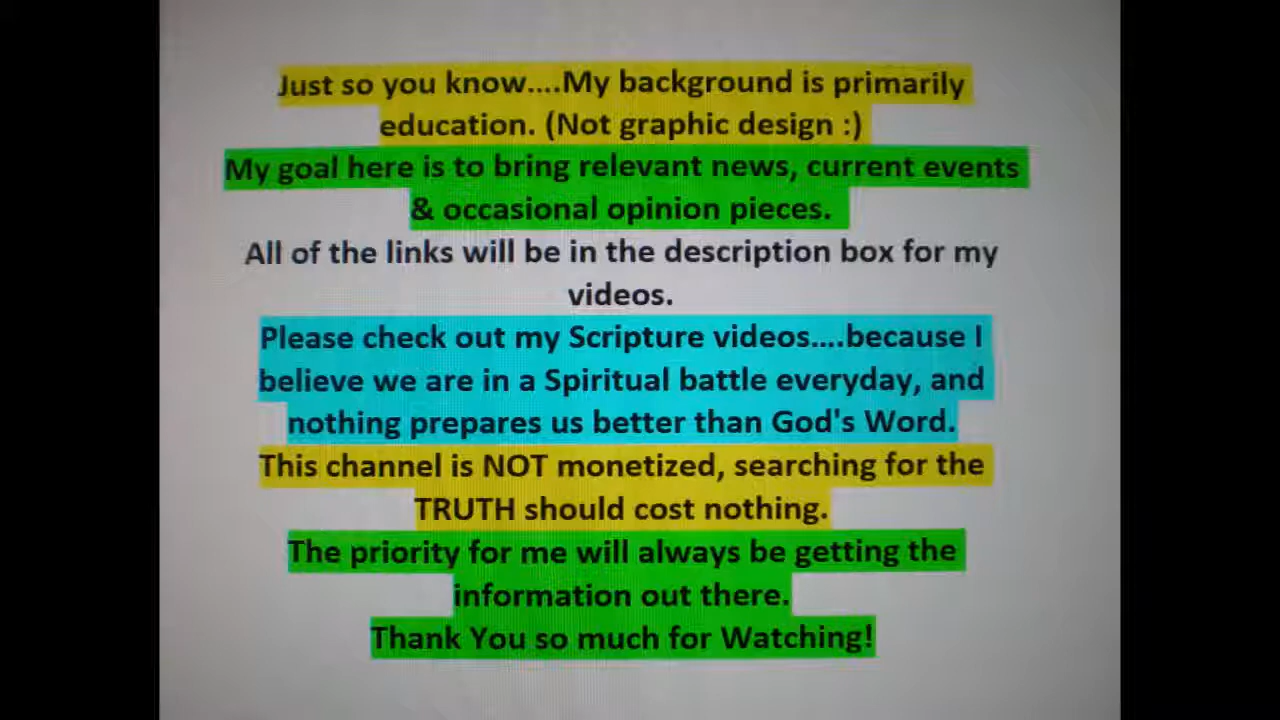 Just so you know....My background is primarily
education. (Not graphic design :)
My goal here is to bring relevant news, current events
& occasional opinion pieces.
All of the links will be in the description box for my
videos.
Please check out my Scripture videos....because I
believe we are in a Spiritual battle everyday, and
nothing prepares us better than God's Word.
This channel is NOT monetized, searching for the
TRUTH should cost nothing.
The priority for me will always be getting the
information out there.
Thank You so much for Watching!